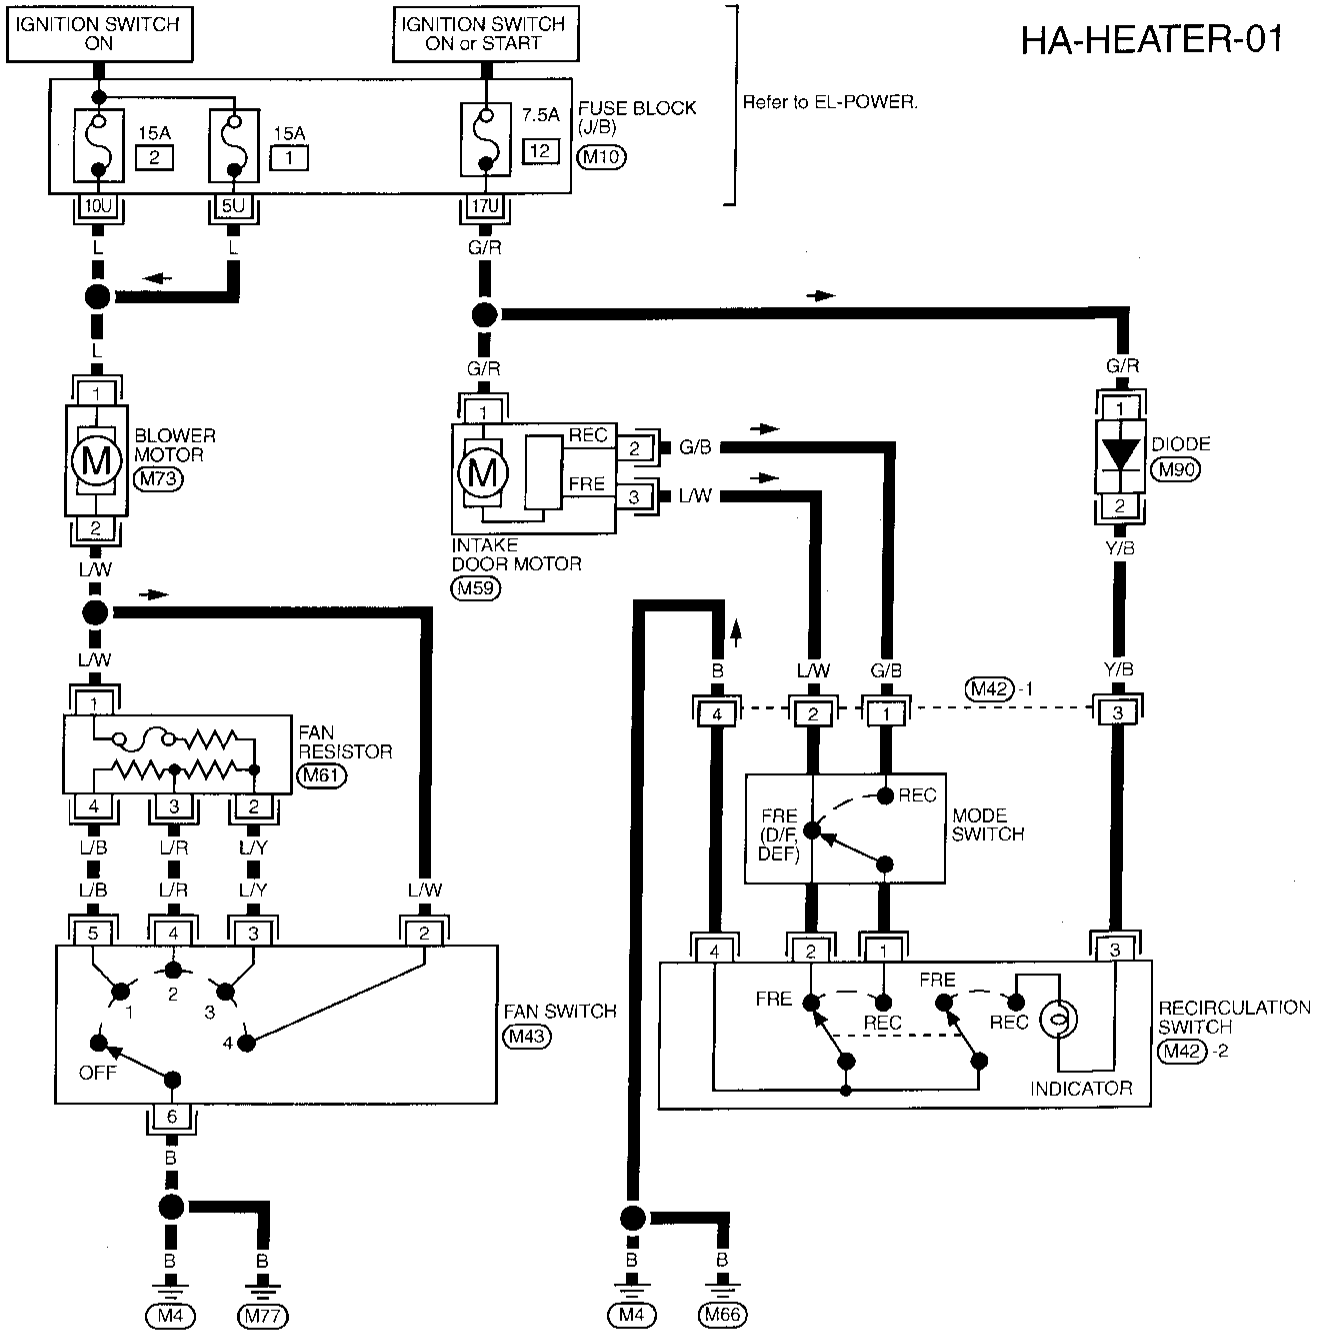 IGNITION SWITCH
ON
IGNITION SWITCH
ON or START
HA-HEATER-01
Refer to EL-POWER.
15A
2
15A
1
7.5A
12
FUSE BLOCK
(J/B)
M10
10U
5U
17U
L
L
G/R
L
G/R
G/R
1
BLOWER
MOTOR
M73
M
2
1
M
REC
FRE
2
3
G/B
L/W
INTAKE
DOOR MOTOR
M59
1
DIODE
M90
2
L/W
Y/B
L/W
B
L/W
G/B
M42 -1
Y/B
1
4
2
1
3
FAN
RESISTOR
M61
4
3
2
L/B
L/R
L/Y
L/B
L/R
L/Y
L/W
REC
FRE
(D/F,
DEF)
MODE
SWITCH
5
4
3
2
4
2
1
3
1
2
3
4
OFF
FAN SWITCH
M43
6
FRE
REC
FRE
REC
INDICATOR
RECIRCULATION
SWITCH
M42 -2
B
B
B
B
B
M4
M77
M4
M66